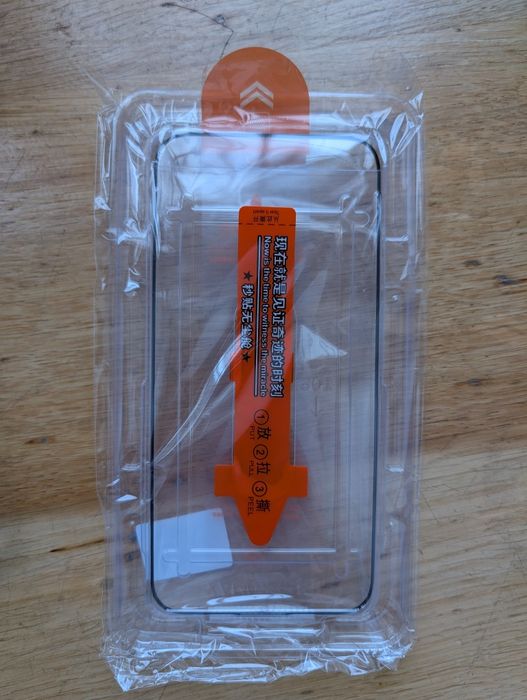 现在就是见证奇迹的时刻
Now is the time to witness the miracle
★ 秒贴无尘舱 ★
① 放 ② 拉 ③ 撕
PUT PULL PEEL